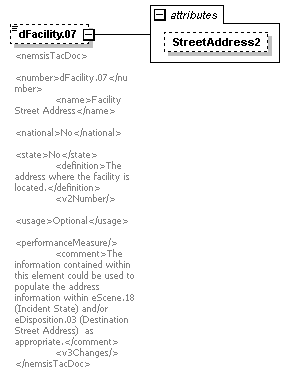 attributes
dFacility.07
StreetAddress2
<nemsisTacDoc>
<number>dFacility.07</nu
mber>
<name>Facility
Street Address</name>
<national>No</national>
<state>No</state>
<definition>The
address where the facility is
located.</definition>
<v2Number/>
<usage>Optional</usage>
<performanceMeasure/>
<comment>The
information contained within
this element could be used to
populate the address
information within eScene.18
(Incident State) and/or
eDisposition.03 (Destination
Street Address)  as
appropriate.</comment>
<v3Changes/>
</nemsisTacDoc>